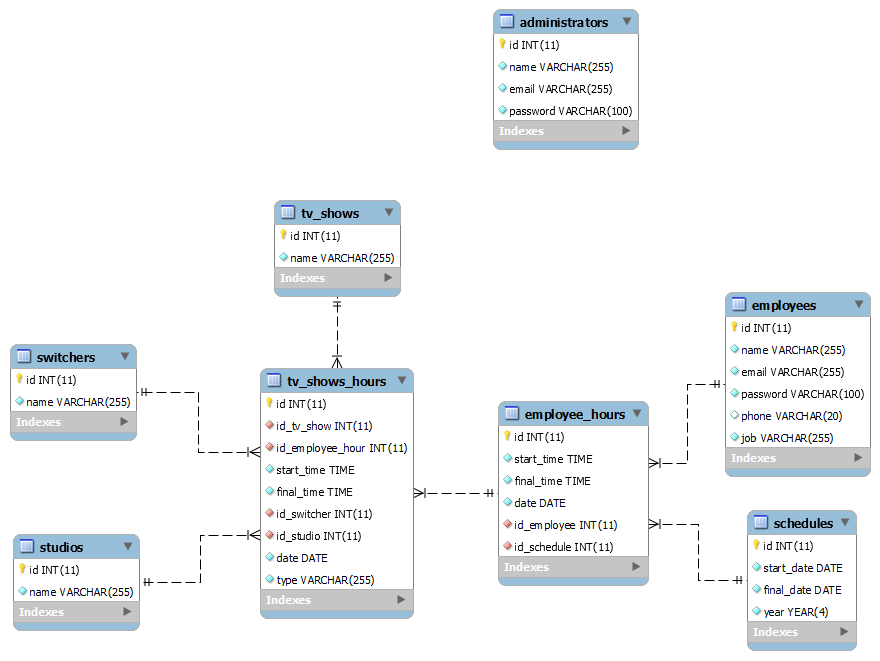 administrators
id INT(11)
name VARCHAR(255)
email VARCHAR(255)
password VARCHAR(100)
Indexes
tv_shows
id INT(11)
name VARCHAR(255)
Indexes
switchers
id INT(11)
name VARCHAR(255)
Indexes
tv_shows_hours
id INT(11)
id_tv_show INT(11)
id_employee_hour INT(11)
start_time TIME
final_time TIME
id_switcher INT(11)
id_studio INT(11)
date DATE
type VARCHAR(255)
Indexes
studios
id INT(11)
name VARCHAR(255)
Indexes
employee_hours
id INT(11)
start_time TIME
final_time TIME
date DATE
id_employee INT(11)
id_schedule INT(11)
Indexes
employees
id INT(11)
name VARCHAR(255)
email VARCHAR(255)
password VARCHAR(100)
phone VARCHAR(20)
job VARCHAR(255)
Indexes
schedules
id INT(11)
start_date DATE
final_date DATE
year YEAR(4)
Indexes